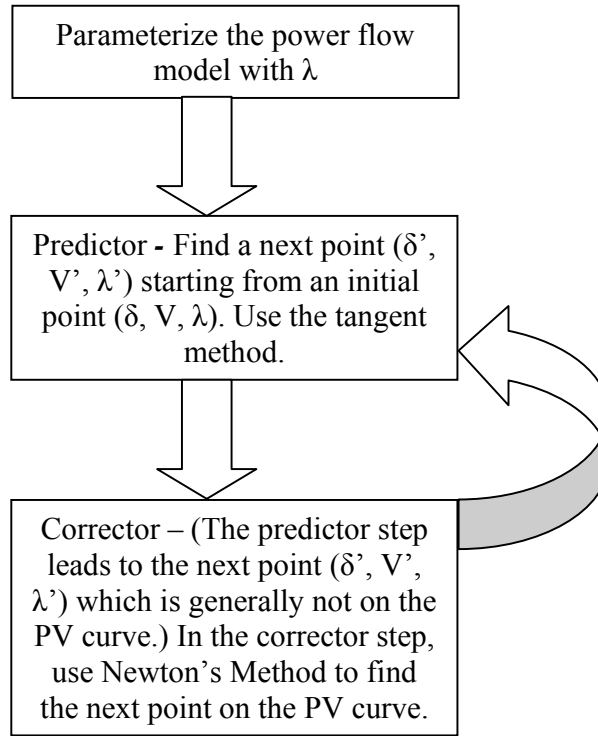 Parameterize the power flow
model with λ
Predictor - Find a next point (δ’,
V’, λ’) starting from an initial
point (δ, V, λ). Use the tangent
method.
Corrector – (The predictor step
leads to the next point (δ’, V’,
λ’) which is generally not on the
PV curve.) In the corrector step,
use Newton’s Method to find
the next point on the PV curve.